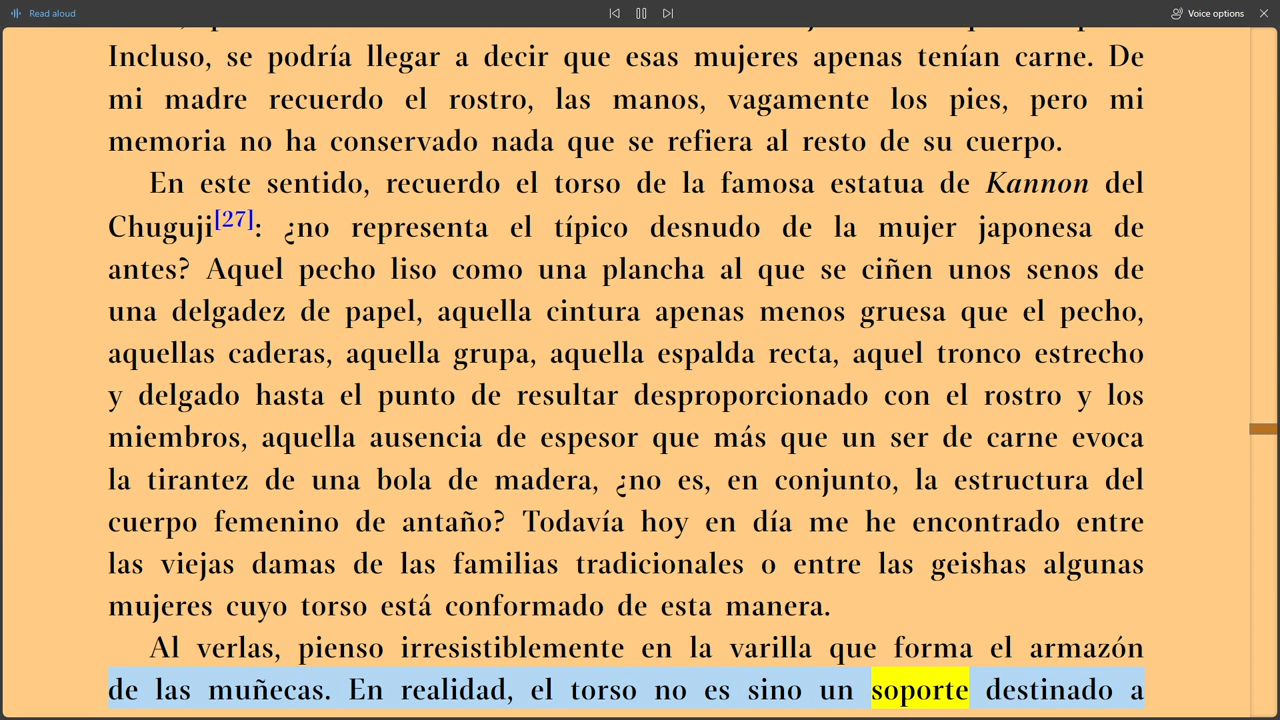 Read aloud
Voice options
Incluso, se podría llegar a decir que esas mujeres apenas tenían carne. De
mi madre recuerdo el rostro, las manos, vagamente los pies, pero mi
memoria no ha conservado nada que se refiera al resto de su cuerpo.
En este sentido, recuerdo el torso de la famosa estatua de Kannon del
Chuguji[27]: ¿no representa el típico desnudo de la mujer japonesa de
antes? Aquel pecho liso como una plancha al que se ciñen unos senos de
una delgadez de papel, aquella cintura apenas menos gruesa que el pecho,
aquellas caderas, aquella grupa, aquella espalda recta, aquel tronco estrecho
y delgado hasta el punto de resultar desproporcionado con el rostro y los
miembros, aquella ausencia de espesor que más que un ser de carne evoca
la tirantez de una bola de madera, ¿no es, en conjunto, la estructura del
cuerpo femenino de antaño? Todavía hoy en día me he encontrado entre
las viejas damas de las familias tradicionales o entre las geishas algunas
mujeres cuyo torso está conformado de esta manera.
Al verlas, pienso irresistiblemente en la varilla que forma el armazón
de las muñecas. En realidad, el torso no es sino un soporte destinado a